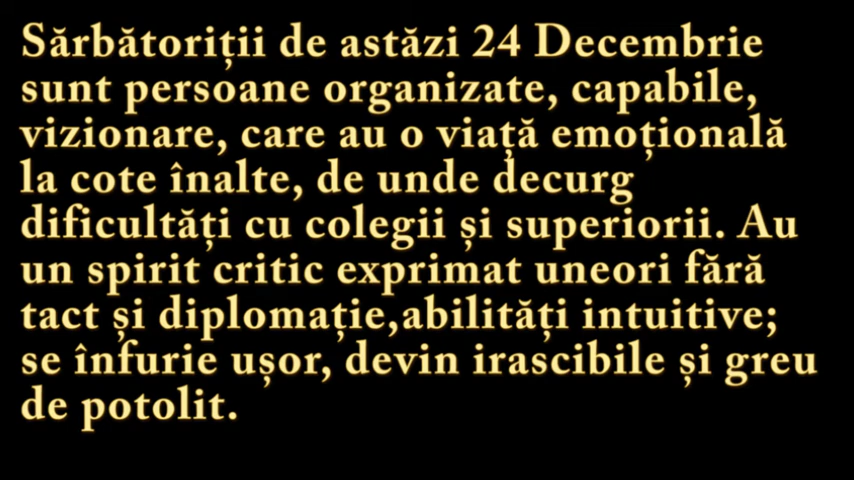 Sărbătoriții de astăzi 24 Decembrie
sunt persoane organizate, capabile,
vizionare, care au o viață emoțională
la cote înalte, de unde decurg
dificultăți cu colegii și superiorii. Au
un spirit critic exprimat uneori fără
tact și diplomație,abilități intuitive;
se înfurie ușor, devin irascibile și greu
de potolit.